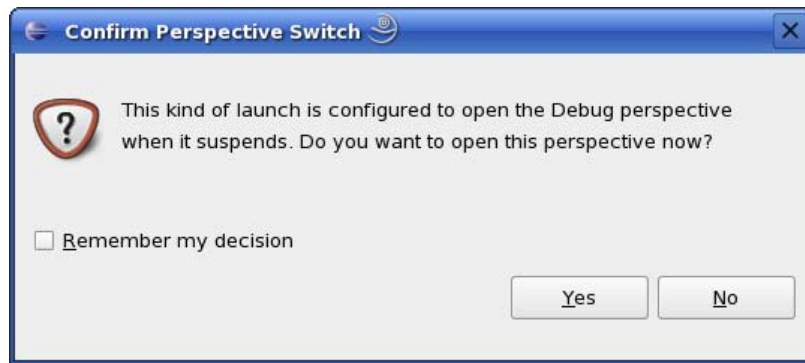 Confirm Perspective Switch
This kind of launch is configured to open the Debug perspective
when it suspends. Do you want to open this perspective now?
Remember my decision
Yes
No